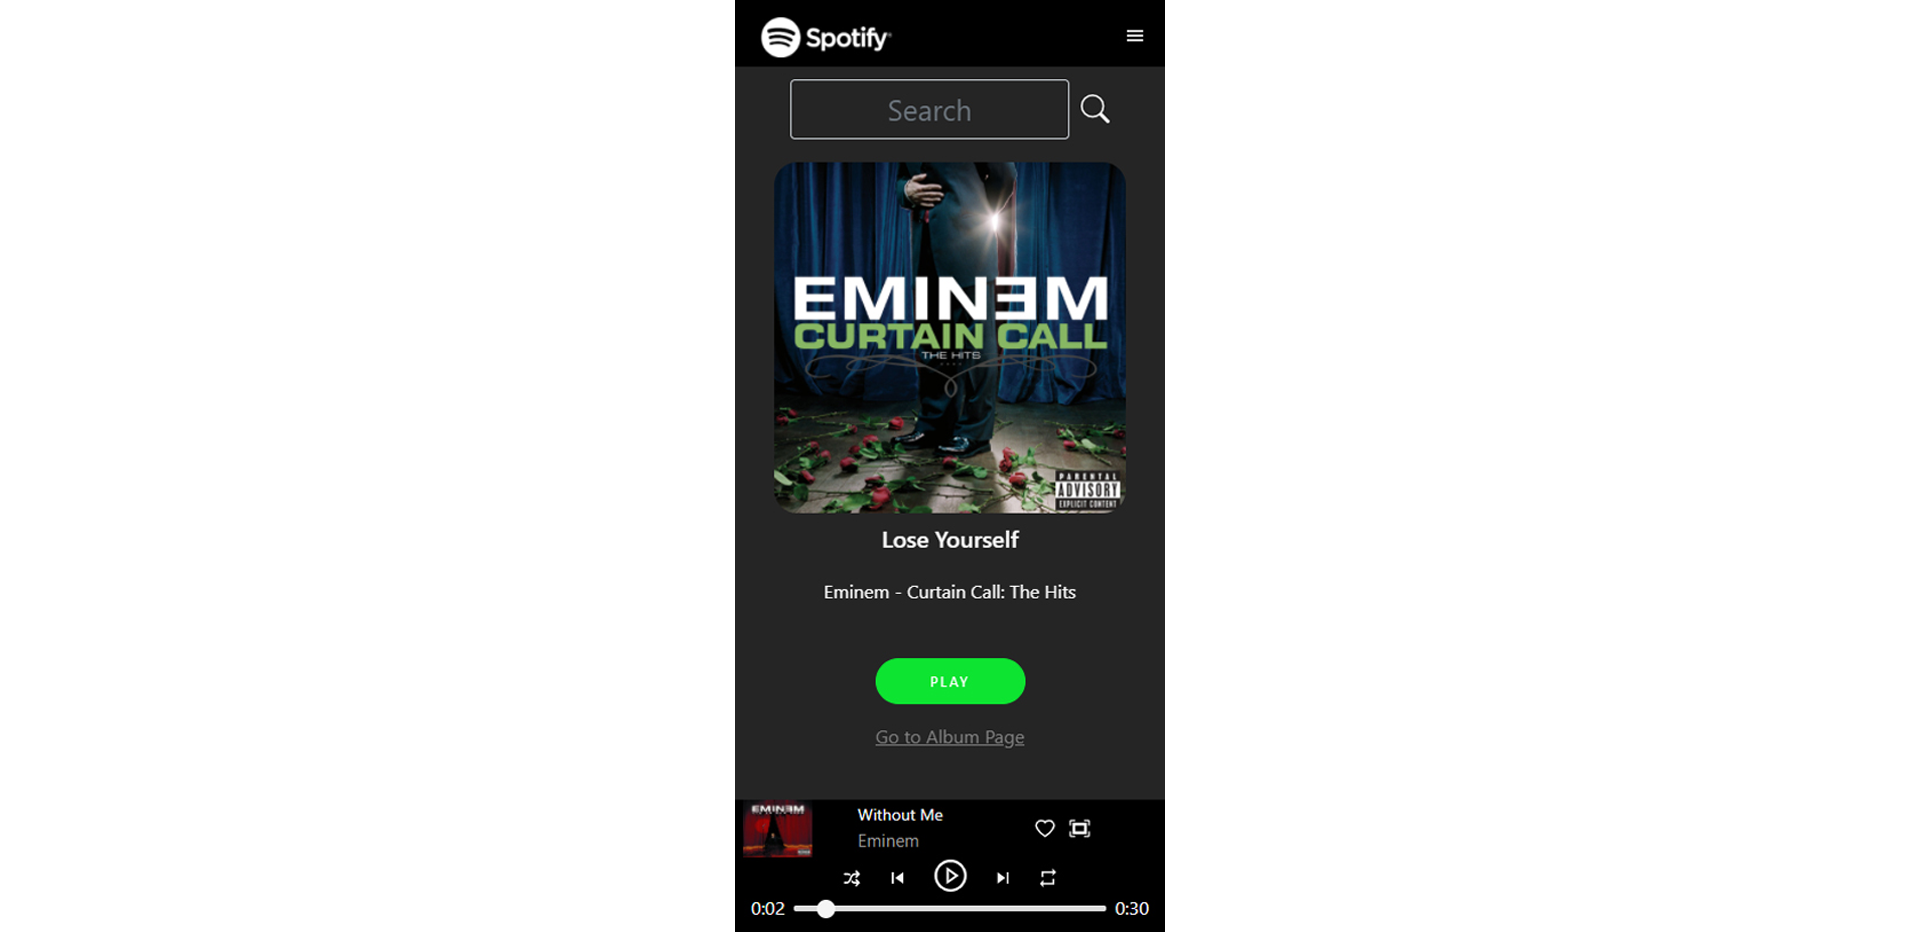 Spotify
Search
EMINƎM
CURTAIN CALL
THE HITS
PARENTAL
ADVISORY
EXPLICIT CONTENT
Lose Yourself
Eminem - Curtain Call: The Hits
PLAY
Go to Album Page
EMINƎM
Without Me
Eminem
0:02
0:30